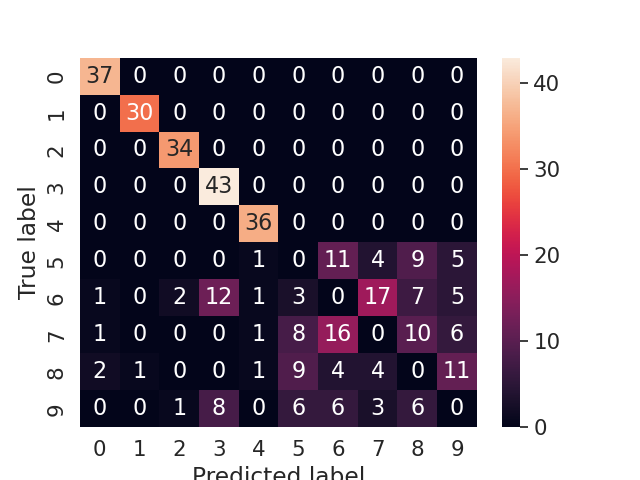 0 37 0 0 0 0 0 0 0 0 0
1 0 30 0 0 0 0 0 0 0 0
2 0 0 34 0 0 0 0 0 0 0
3 0 0 0 43 0 0 0 0 0 0
4 0 0 0 0 36 0 0 0 0 0
5 0 0 0 0 1 0 11 4 9 5
6 1 0 2 12 1 3 0 17 7 5
7 1 0 0 0 1 8 16 0 10 6
8 2 1 0 0 1 9 4 4 0 11
9 0 0 1 8 0 6 6 3 6 0
0 1 2 3 4 5 6 7 8 9
True label
Predicted label
40
30
20
10
0